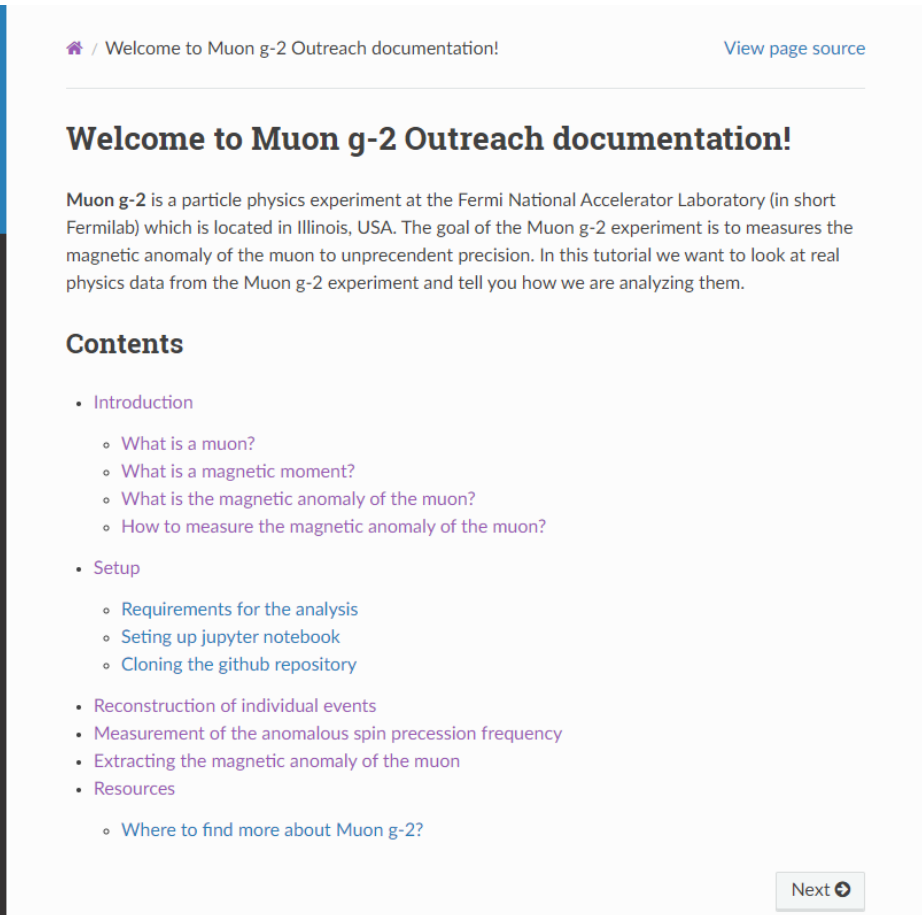 / Welcome to Muon g-2 Outreach documentation! View page source
Welcome to Muon g-2 Outreach documentation!
Muon g-2 is a particle physics experiment at the Fermi National Accelerator Laboratory (in short
Fermilab) which is located in Illinois, USA. The goal of the Muon g-2 experiment is to measures the
magnetic anomaly of the muon to unprecendent precision. In this tutorial we want to look at real
physics data from the Muon g-2 experiment and tell you how we are analyzing them.
Contents
Introduction
What is a muon?
What is a magnetic moment?
What is the magnetic anomaly of the muon?
How to measure the magnetic anomaly of the muon?
Setup
Requirements for the analysis
Seting up jupyter notebook
Cloning the github repository
Reconstruction of individual events
Measurement of the anomalous spin precession frequency
Extracting the magnetic anomaly of the muon
Resources
Where to find more about Muon g-2?
Next